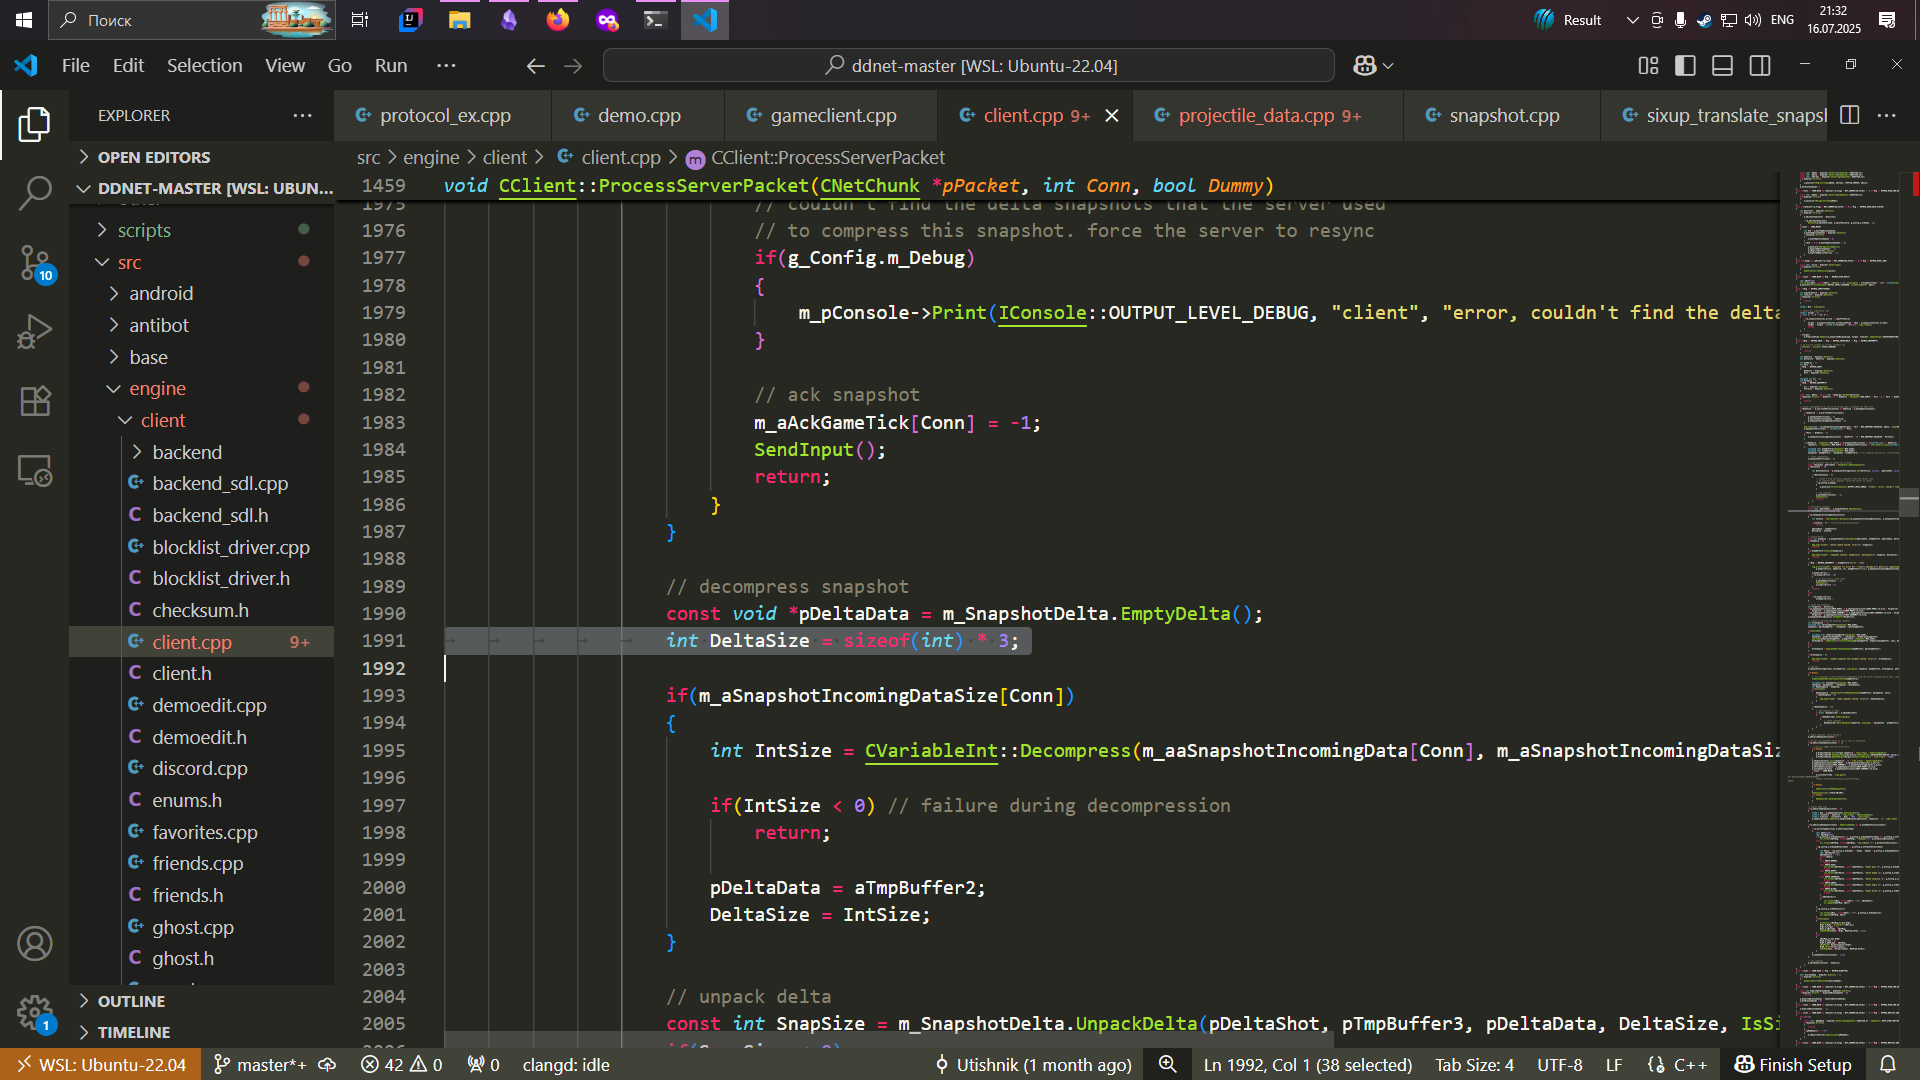 Поиск
Result
ENG
21:32
16.07.2025
File Edit Selection View Go Run ···
ddnet-master [WSL: Ubuntu-22.04]
EXPLORER
protocol_ex.cpp
demo.cpp
gameclient.cpp
client.cpp 9+
projectile_data.cpp 9+
snapshot.cpp
sixup_translate_snapsh
OPEN EDITORS
DDNET-MASTER [WSL: UBUN...
scripts
src
android
antibot
base
engine
client
backend
backend_sdl.cpp
backend_sdl.h
blocklist_driver.cpp
blocklist_driver.h
checksum.h
client.cpp 9+
client.h
demoedit.cpp
demoedit.h
discord.cpp
enums.h
favorites.cpp
friends.cpp
friends.h
ghost.cpp
ghost.h
OUTLINE
TIMELINE
10
1
src > engine > client > client.cpp > CClient::ProcessServerPacket
1459 void CClient::ProcessServerPacket(CNetChunk *pPacket, int Conn, bool Dummy)
1975 // couldn't find the delta snapshots that the server used
1976 // to compress this snapshot. force the server to resync
1977 if(g_Config.m_Debug)
1978 {
1979 m_pConsole->Print(IConsole::OUTPUT_LEVEL_DEBUG, "client", "error, couldn't find the delta
1980 }
1981
1982 // ack snapshot
1983 m_aAckGameTick[Conn] = -1;
1984 SendInput();
1985 return;
1986 }
1987 }
1988
1989 // decompress snapshot
1990 const void *pDeltaData = m_SnapshotDelta.EmptyDelta();
1991 int DeltaSize = sizeof(int) * 3;
1992
1993 if(m_aSnapshotIncomingDataSize[Conn])
1994 {
1995 int IntSize = CVariableInt::Decompress(m_aaSnapshotIncomingData[Conn], m_aSnapshotIncomingDataSiz
1996
1997 if(IntSize < 0) // failure during decompression
1998 return;
1999
2000 pDeltaData = aTmpBuffer2;
2001 DeltaSize = IntSize;
2002 }
2003
2004 // unpack delta
2005 const int SnapSize = m_SnapshotDelta.UnpackDelta(pDeltaShot, pTmpBuffer3, pDeltaData, DeltaSize, IsSi
WSL: Ubuntu-22.04 master*+ 42 0 0 clangd: idle Utishnik (1 month ago) Ln 1992, Col 1 (38 selected) Tab Size: 4 UTF-8 LF C++ Finish Setup